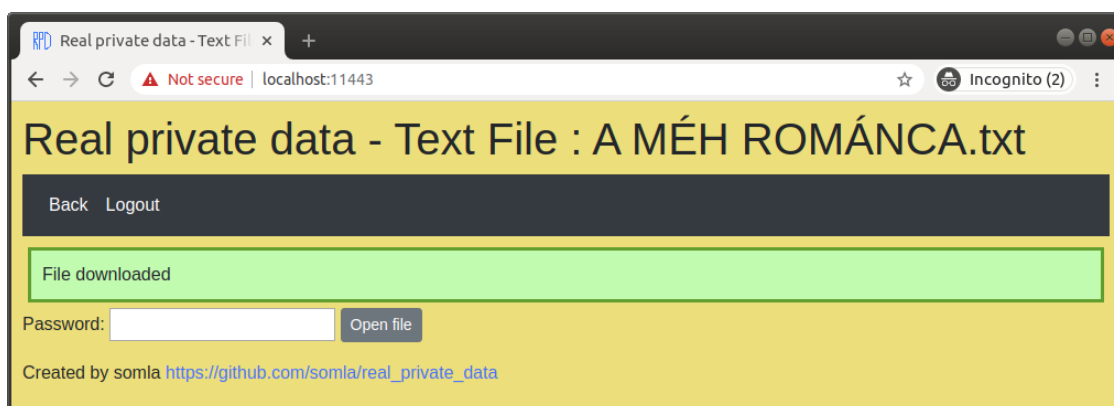 RPD Real private data - Text Fil
Not secure | localhost:11443 Incognito (2)
Real private data - Text File : A MÉH ROMÁNCA.txt
Back Logout
File downloaded
Password: Open file
Created by somla https://github.com/somla/real_private_data